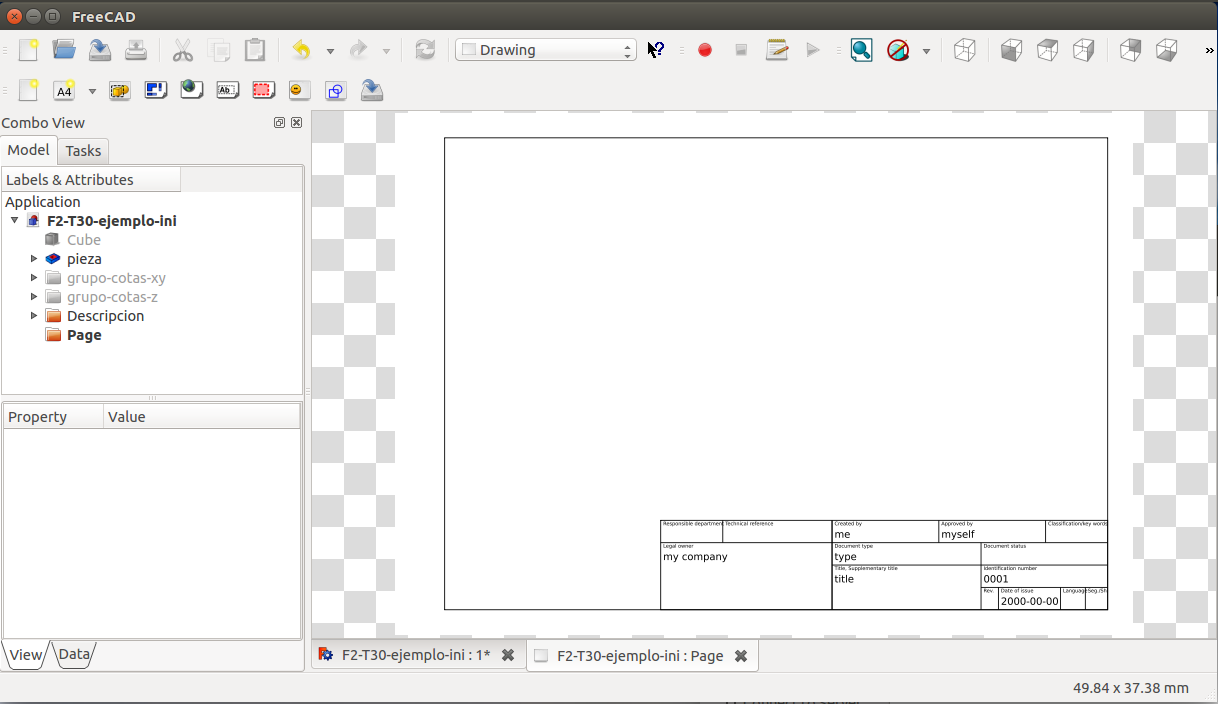 FreeCAD
Drawing
»
A4
Ab
Combo View
Model Tasks
Labels & Attributes
Application
F2-T30-ejemplo-ini
Cube
pieza
grupo-cotas-xy
grupo-cotas-z
Descripcion
Page
Property Value
View Data
Responsible departmen Technical reference Created by Approved by Classification/key words
me myself
Legal owner Document type Document status
my company type
Title, Supplementary title Identification number
title 0001
Rev. Date of issue Language Seg./Sh
2000-00-00
F2-T30-ejemplo-ini : 1* F2-T30-ejemplo-ini : Page
49.84 x 37.38 mm